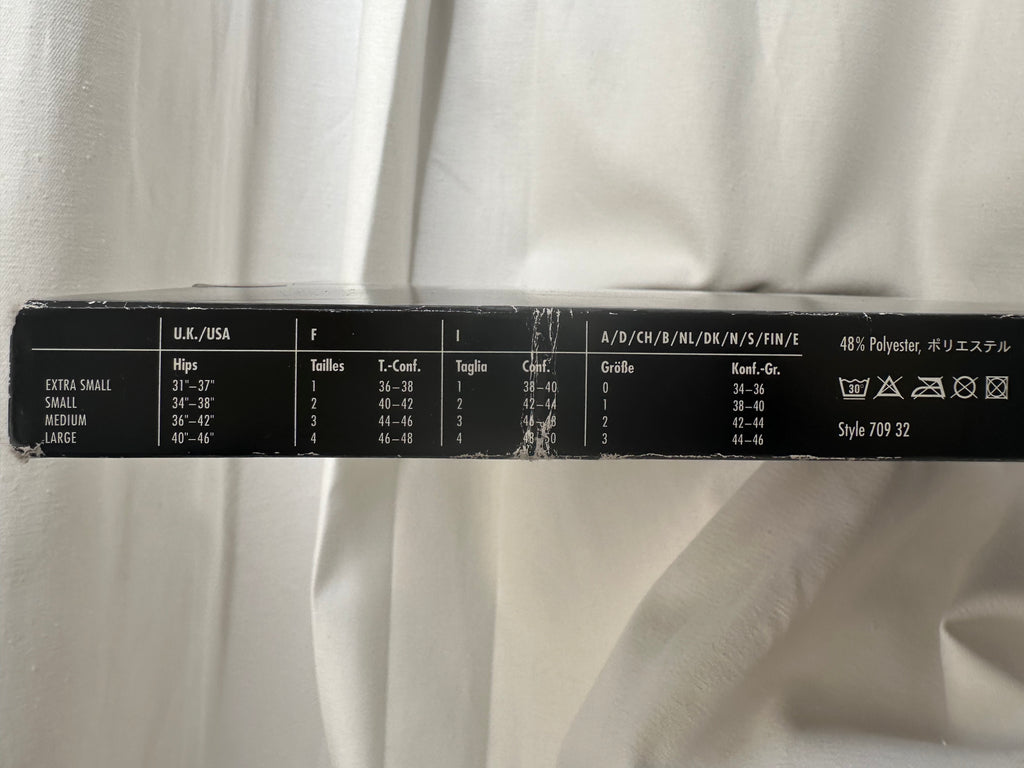 U.K./USA F I A/D/CH/B/NL/DK/N/S/FIN/E
Hips Tailles T.-Conf. Taglia Conf. Größe Konf.-Gr.
EXTRA SMALL 31"–37" 1 36–38 1 38–40 0 34–36
SMALL 34"–38" 2 40–42 2 42–44 1 38–40
MEDIUM 36"–42" 3 44–46 3 2 42–44
LARGE 40"–46" 4 46–48 4 3 44–46
48% Polyester, ポリエステル
30°
Style 709 32